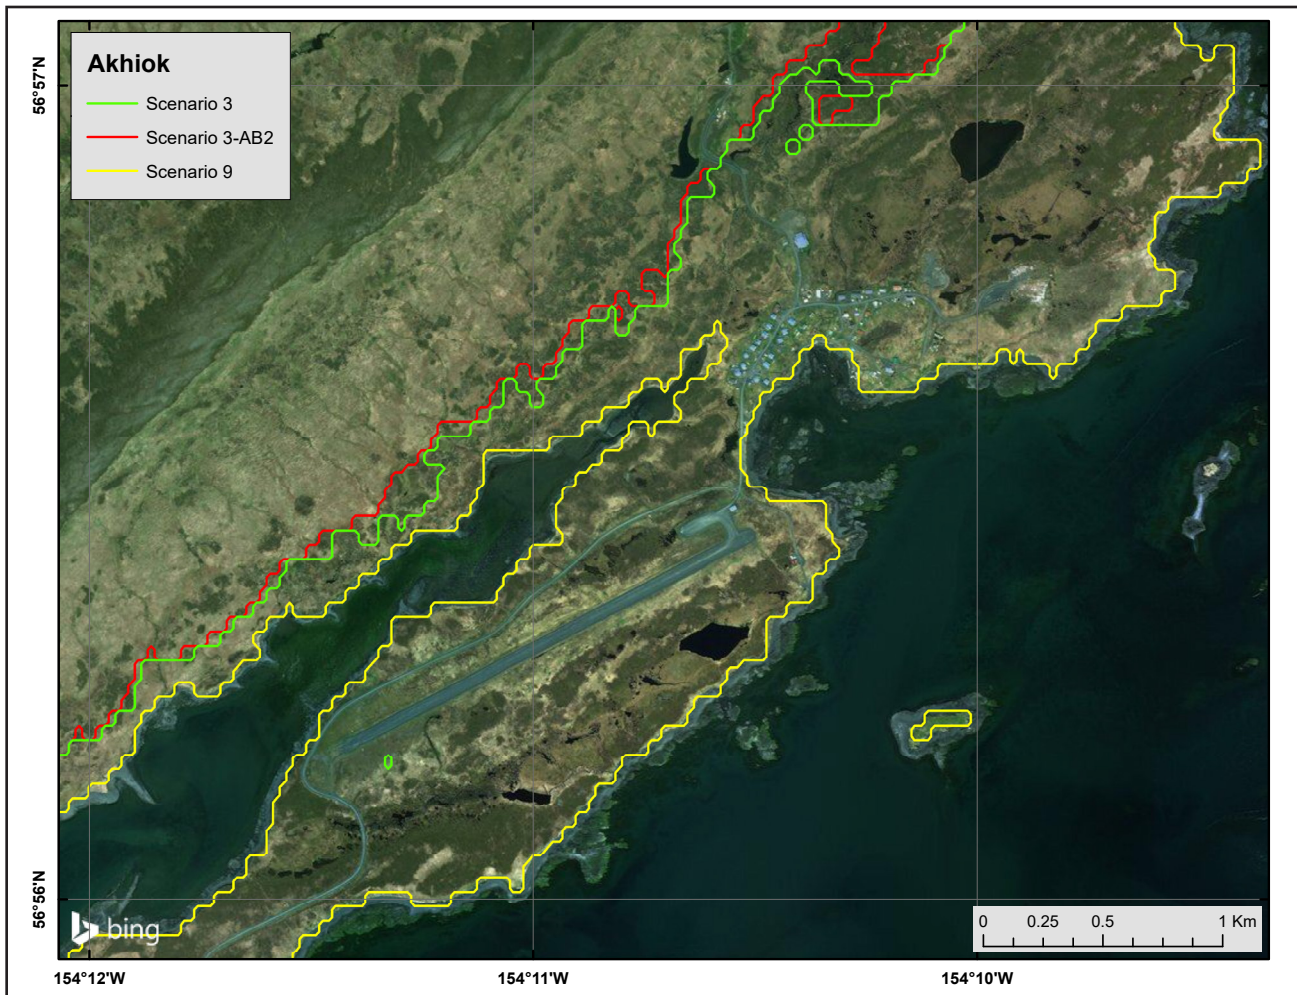 Akhiok
Scenario 3
Scenario 3-AB2
Scenario 9
56°57'N
56°56'N
bing
0 0.25 0.5 1 Km
154°12'W 154°11'W 154°10'W